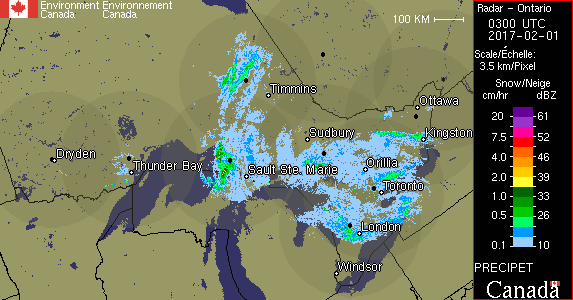 Environment Environnement
Canada Canada
100 KM
Timmins
Ottawa
Sudbury
Kingston
Dryden
Thunder Bay
Sault Ste. Marie
Orillia
Toronto
London
Windsor
Radar - Ontario
0300 UTC
2017-02-01
Scale/Échelle:
3.5 km/Pixel
Snow/Neige
cm/hr dBZ
20 61
7.5 52
4.0 46
2.0 39
1.0 33
0.5 26
0.1 10
PRECIPET
Canada